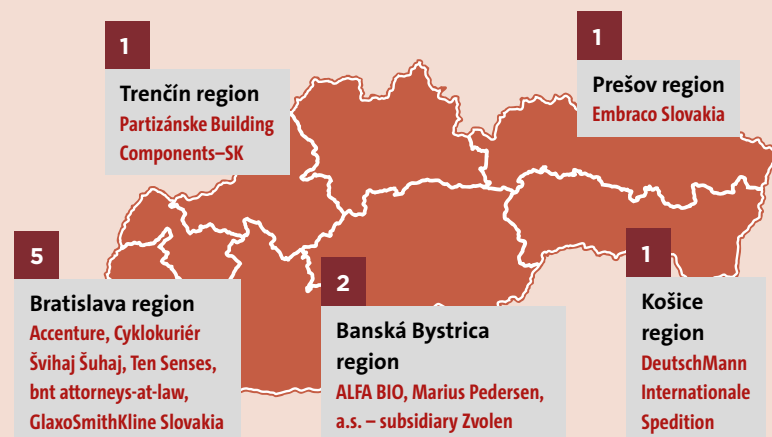 1
Trenčín region
Partizánske Building
Components–SK
1
Prešov region
Embraco Slovakia
5
Bratislava region
Accenture, Cyklokuriér
Švihaj Šuhaj, Ten Senses,
bnt attorneys-at-law,
GlaxoSmithKline Slovakia
2
Banská Bystrica
region
ALFA BIO, Marius Pedersen,
a.s. – subsidiary Zvolen
1
Košice
region
DeutschMann
Internationale
Spedition